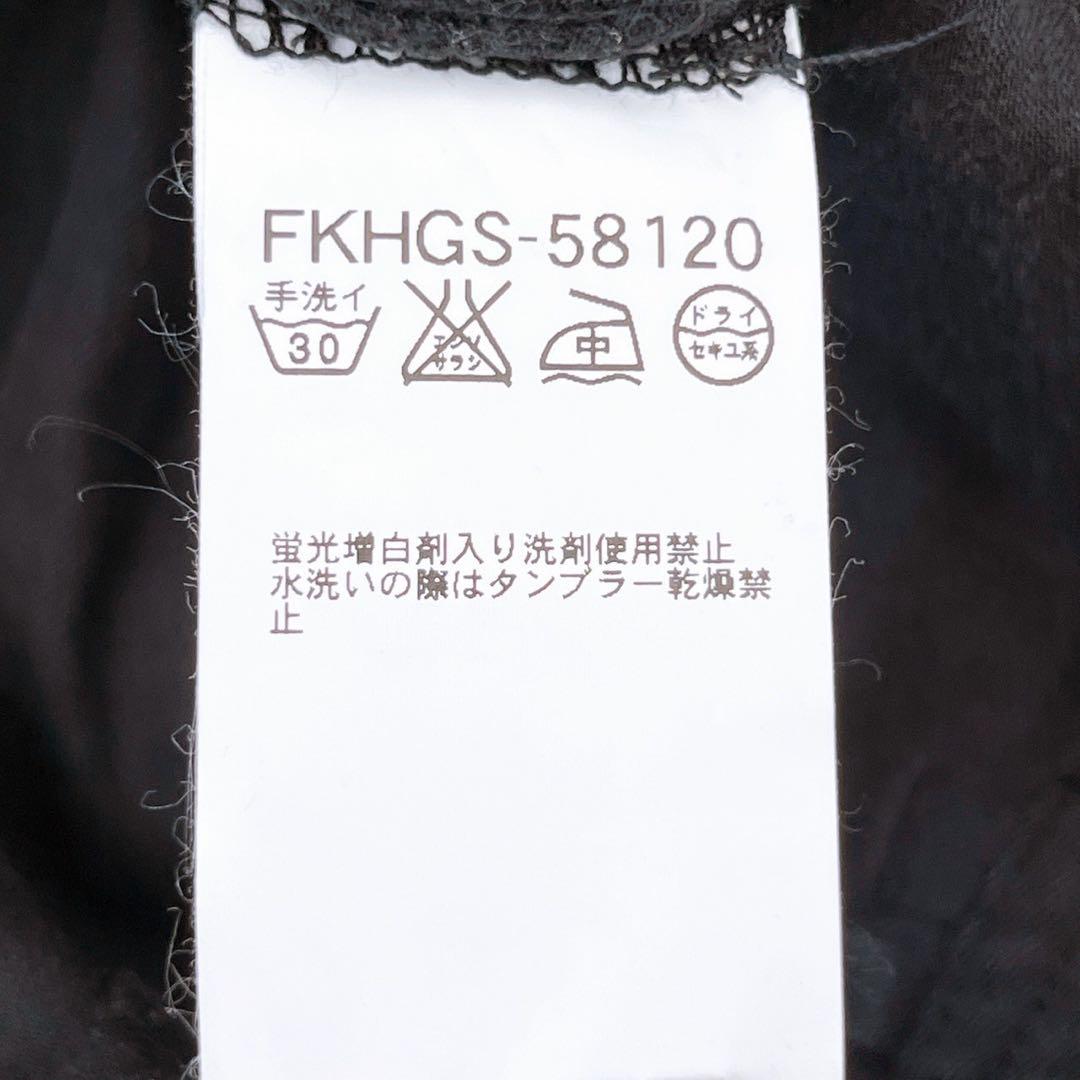 FKHGS-58120
手洗イ
30
エンソ
サラシ
中
ドライ
セキユ系
蛍光増白剤入り洗剤使用禁止
水洗いの際はタンブラー乾燥禁
止